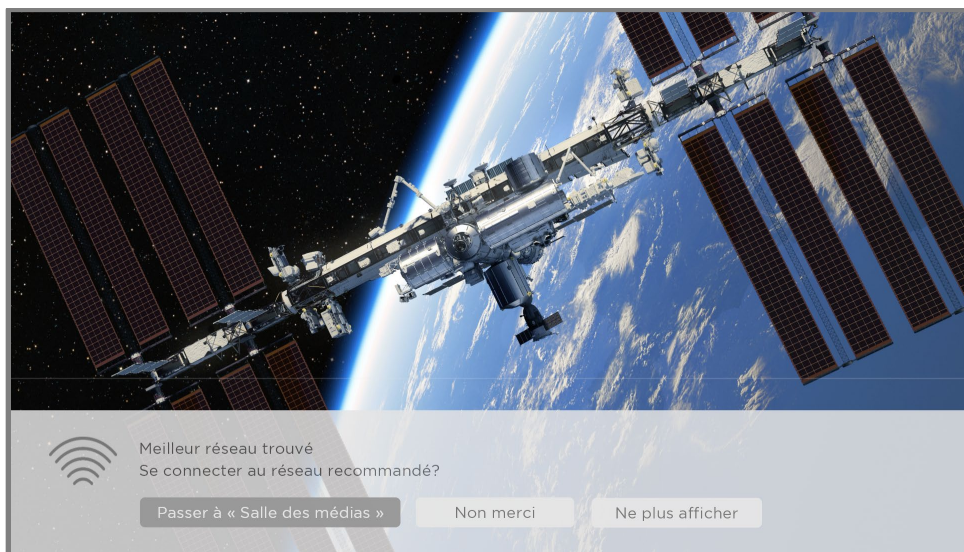 Meilleur réseau trouvé
Se connecter au réseau recommandé?
Passer à « Salle des médias » Non merci Ne plus afficher